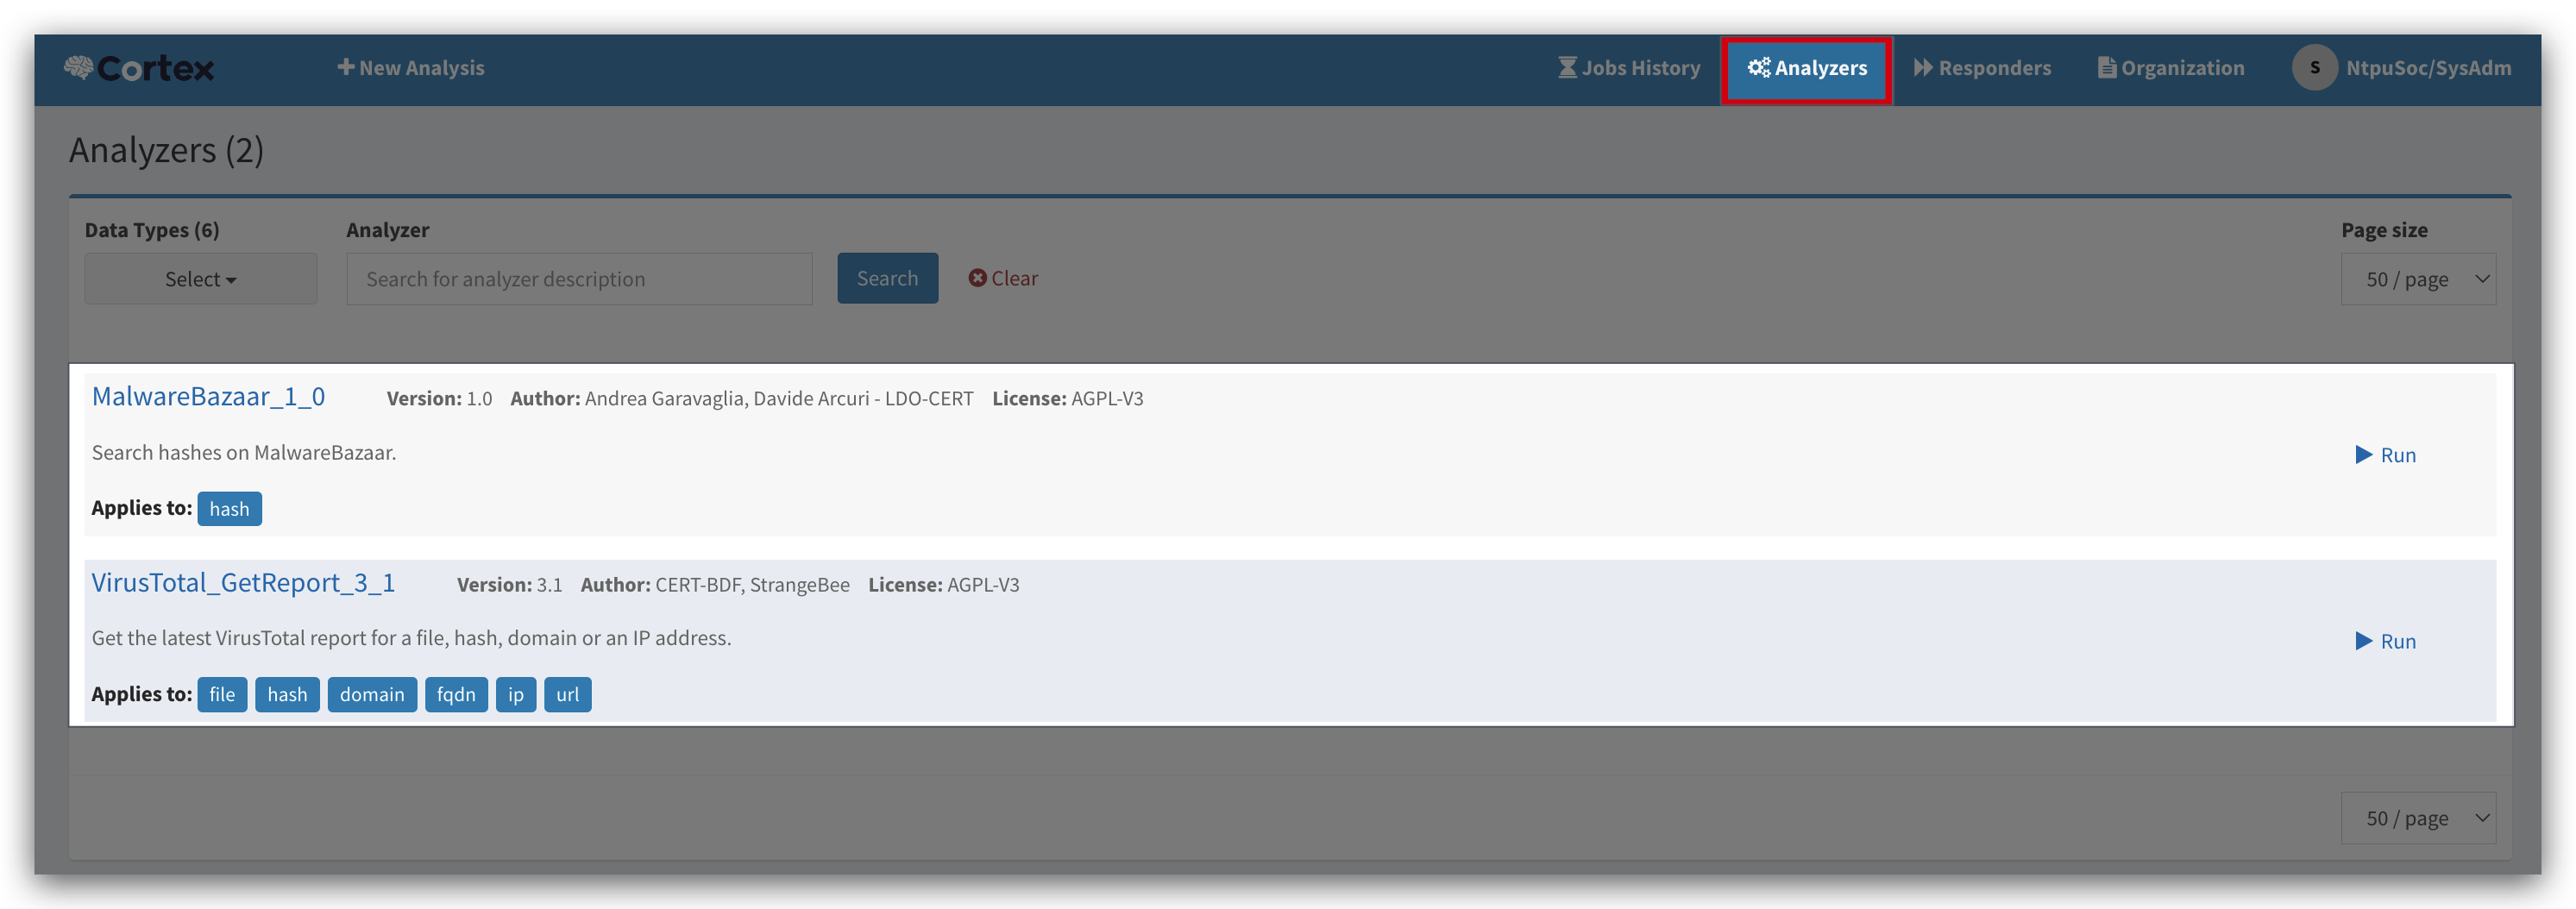 Cortex New Analysis Jobs History Analyzers Responders Organization S NtpuSoc/SysAdm
Analyzers (2)
Data Types (6) Analyzer Page size
Select Search for analyzer description Search Clear 50 / page
MalwareBazaar_1_0 Version: 1.0 Author: Andrea Garavaglia, Davide Arcuri - LDO-CERT License: AGPL-V3
Search hashes on MalwareBazaar. Run
Applies to: hash
VirusTotal_GetReport_3_1 Version: 3.1 Author: CERT-BDF, StrangeBee License: AGPL-V3
Get the latest VirusTotal report for a file, hash, domain or an IP address. Run
Applies to: file hash domain fqdn ip url
50 / page